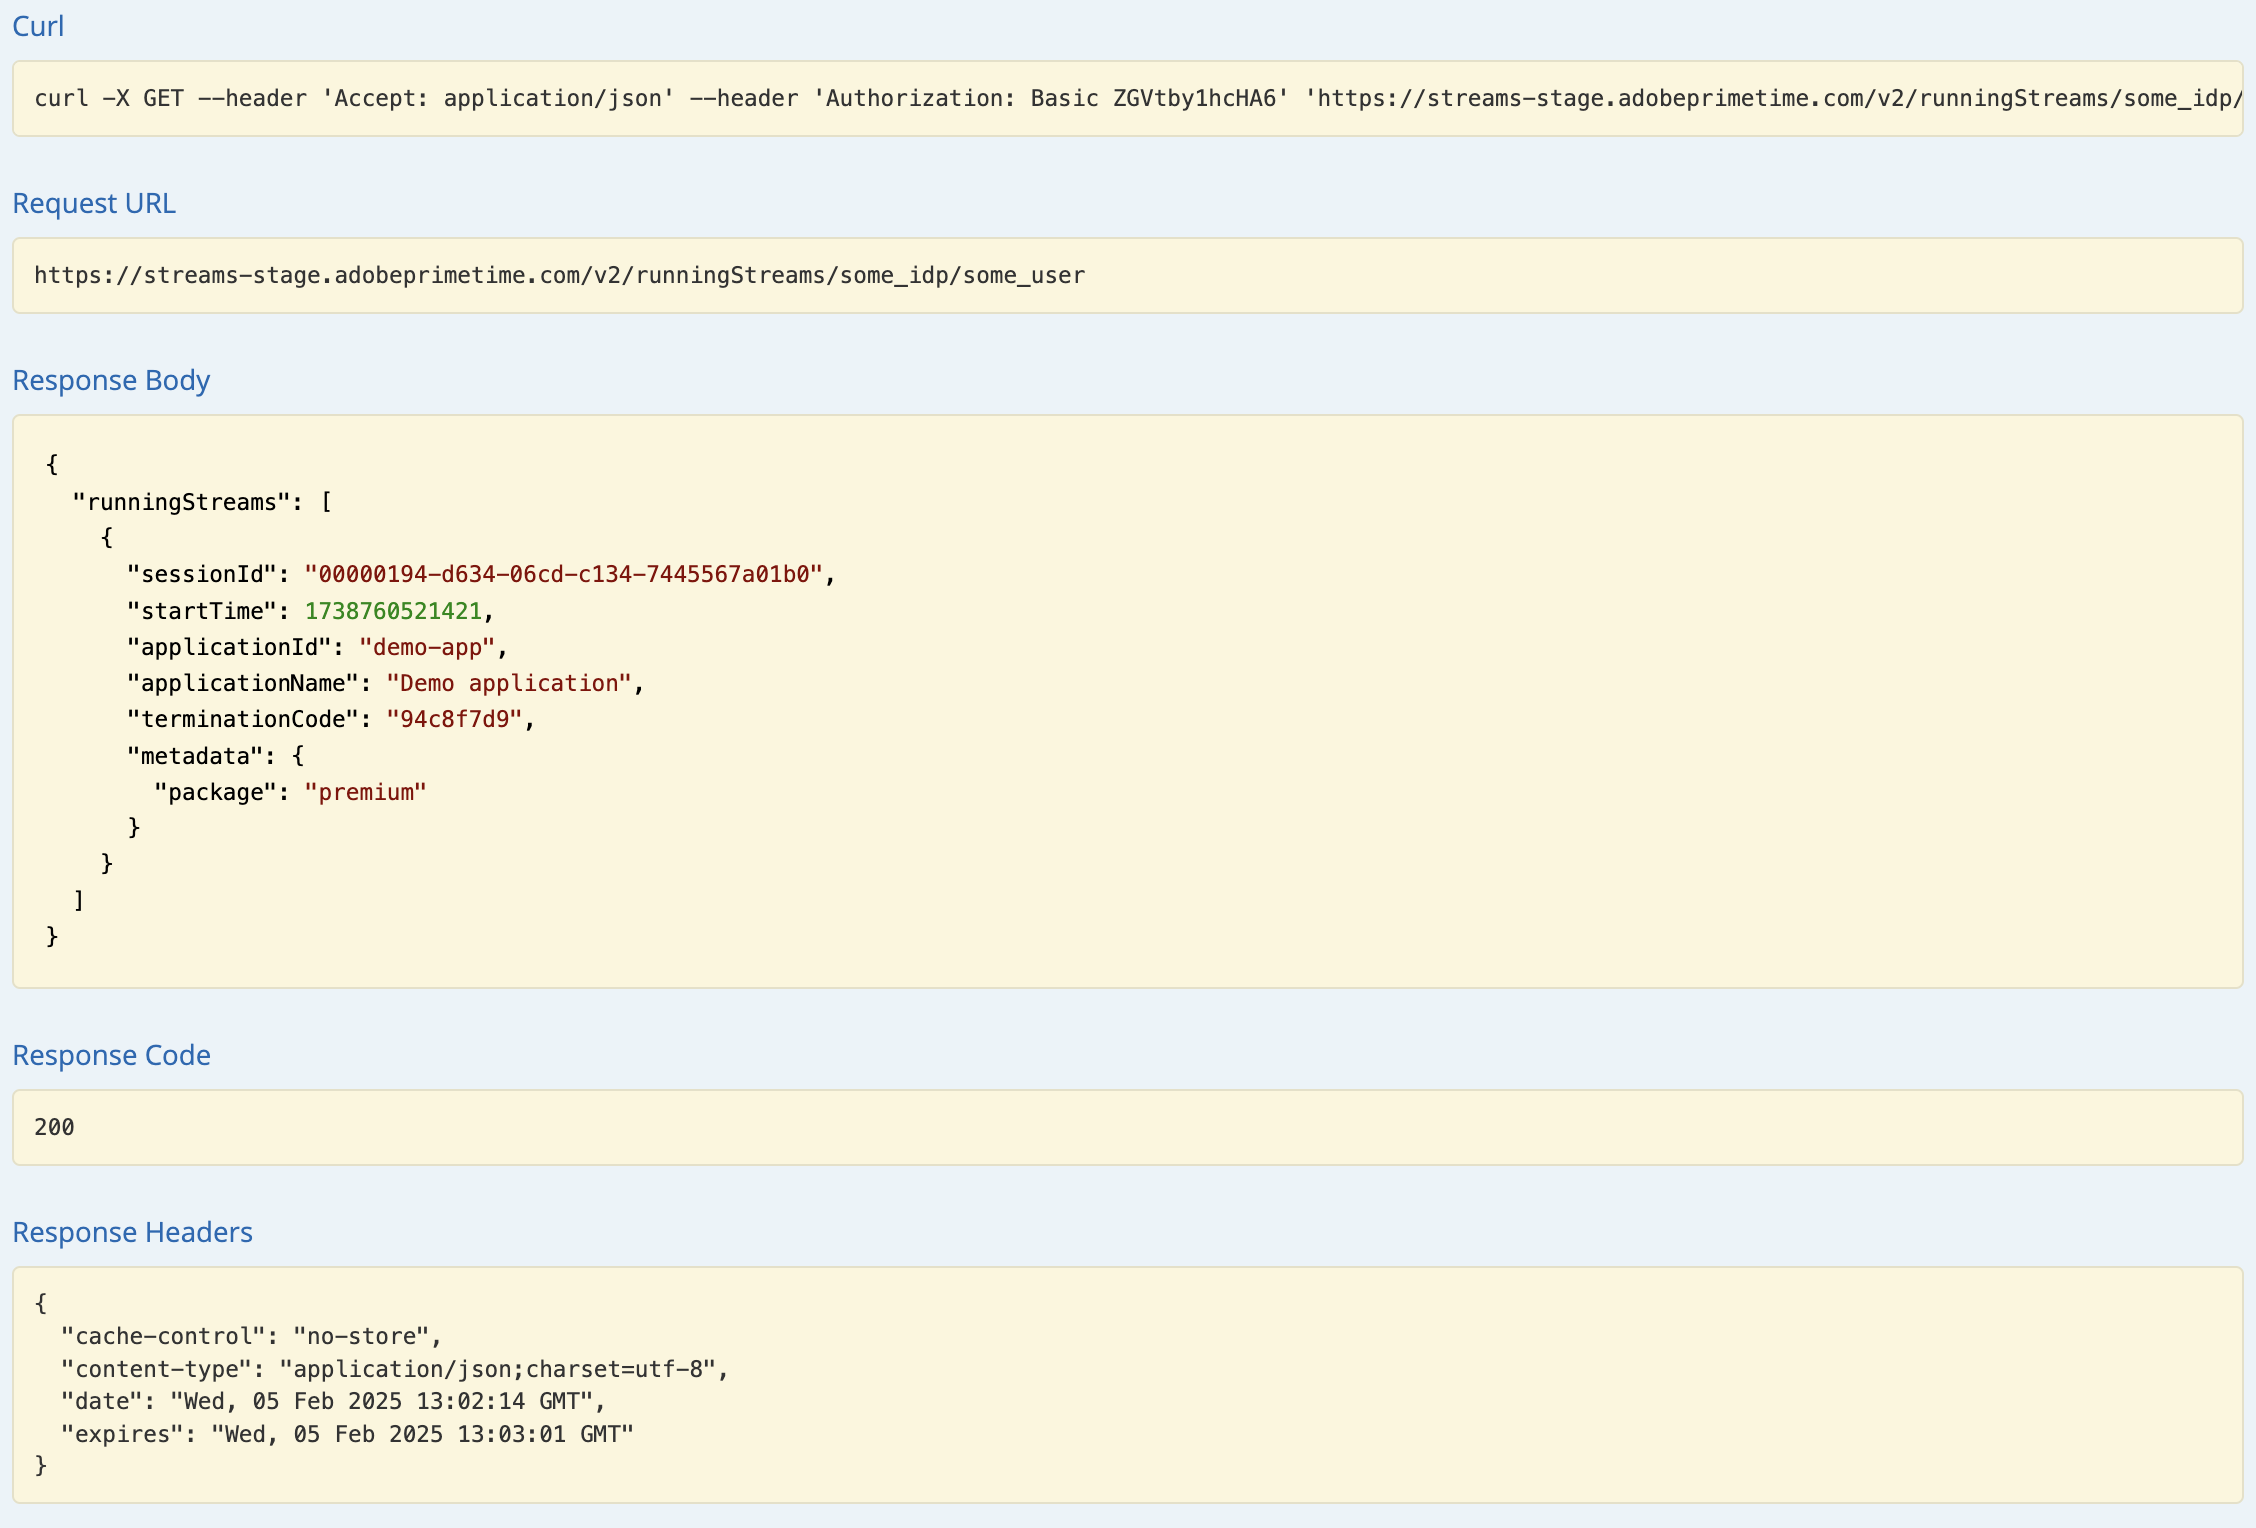 Curl
curl -X GET --header 'Accept: application/json' --header 'Authorization: Basic ZGVtby1hcHA6' 'https://streams-stage.adobeprimetime.com/v2/runningStreams/some_idp/
Request URL
https://streams-stage.adobeprimetime.com/v2/runningStreams/some_idp/some_user
Response Body
{
  "runningStreams": [
    {
      "sessionId": "00000194-d634-06cd-c134-7445567a01b0",
      "startTime": 1738760521421,
      "applicationId": "demo-app",
      "applicationName": "Demo application",
      "terminationCode": "94c8f7d9",
      "metadata": {
        "package": "premium"
      }
    }
  ]
}
Response Code
200
Response Headers
{
  "cache-control": "no-store",
  "content-type": "application/json;charset=utf-8",
  "date": "Wed, 05 Feb 2025 13:02:14 GMT",
  "expires": "Wed, 05 Feb 2025 13:03:01 GMT"
}